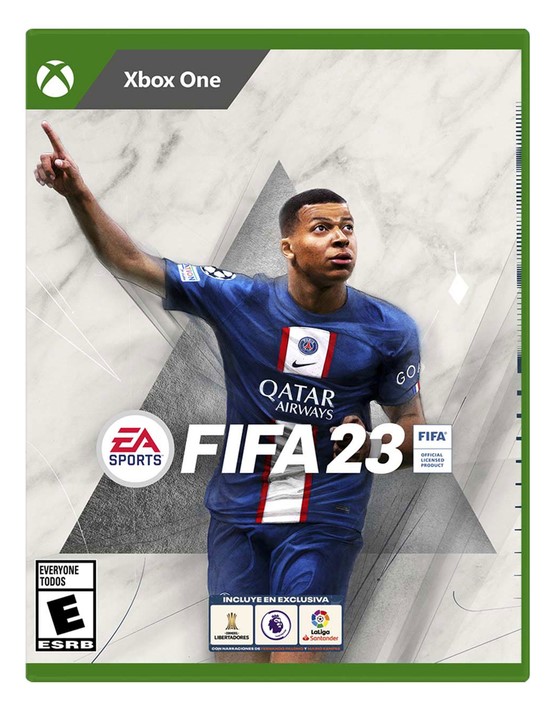 Xbox One
QATAR
AIRWAYS
GO
EA
SPORTS
FIFA 23
FIFA®
OFFICIAL
LICENSED
PRODUCT
EVERYONE
TODOS
E
ESRB
INCLUYE EN EXCLUSIVA
LIBERTADORES
LaLiga
Santander